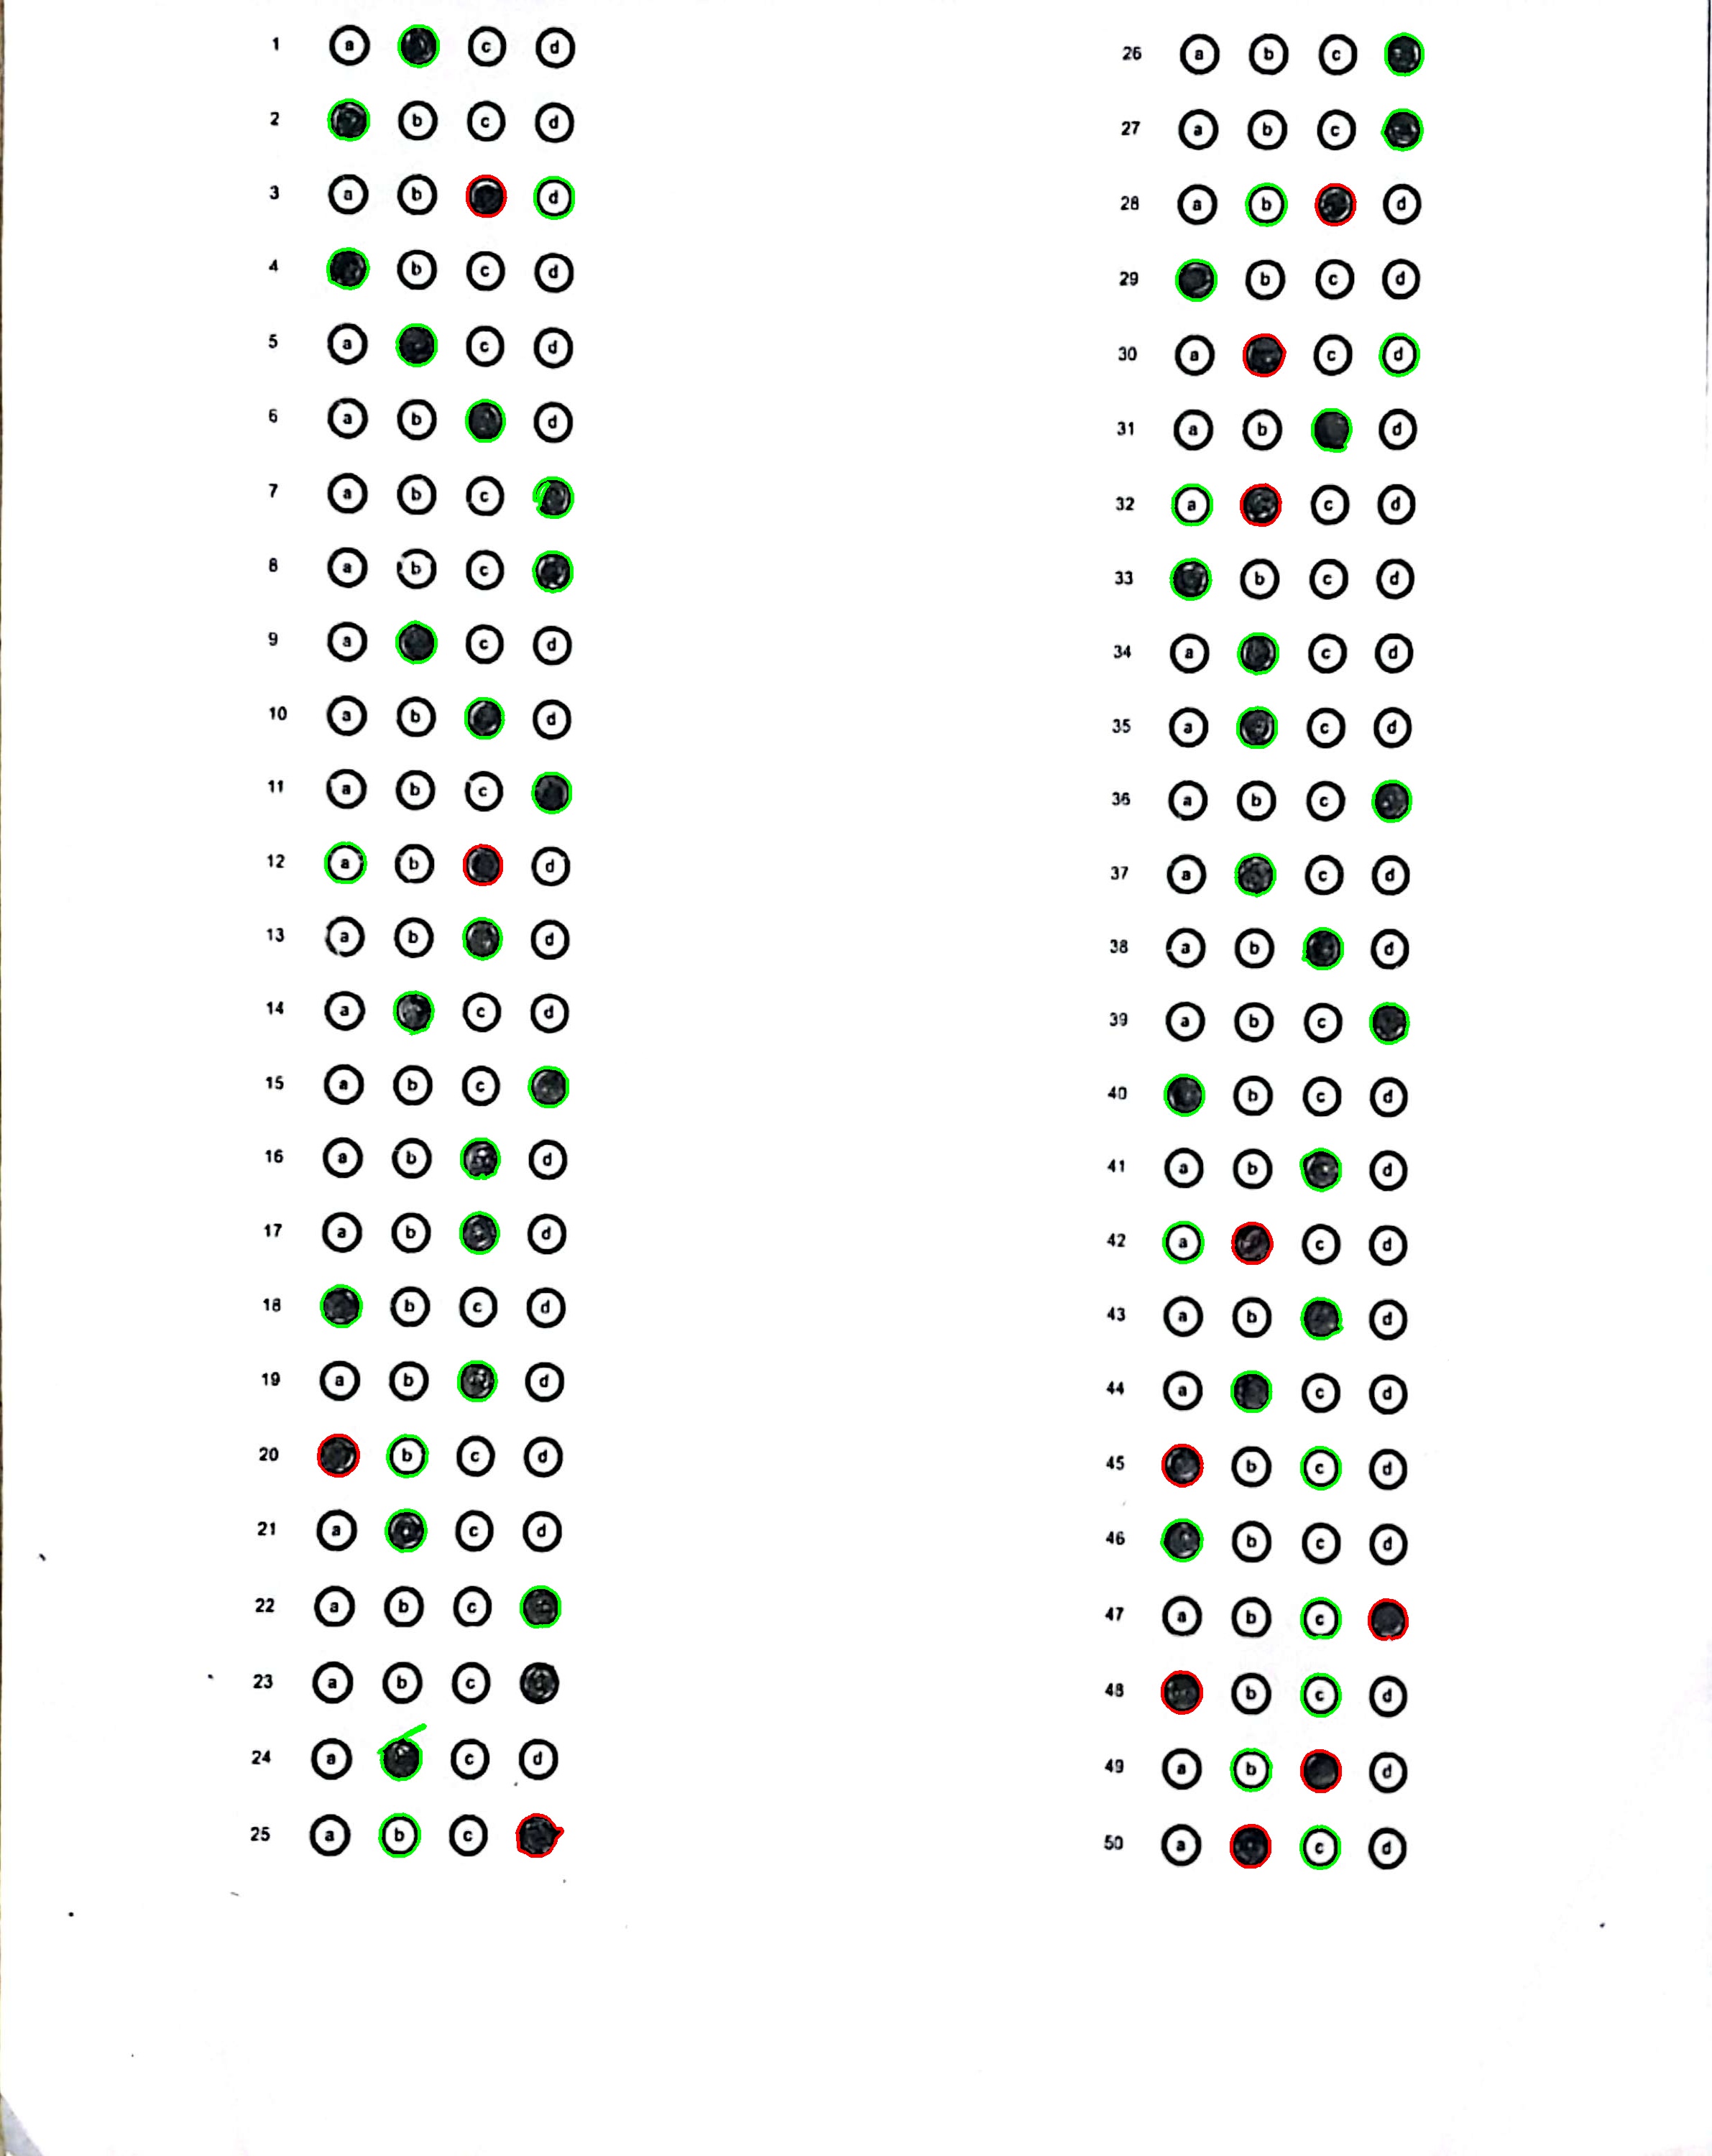 1 a c d
2 b c d
3 a b d
4 b c d
5 a c d
6 a b d
7 a b c
8 a b c
9 a c d
10 a b d
11 a b c
12 a b d
13 a b d
14 a c d
15 a b c
16 a b d
17 a b d
18 b c d
19 a b d
20 b c d
21 a c d
22 a b c
23 a b c
24 a c d
25 a b c
26 a b c
27 a b c
28 a b d
29 b c d
30 a c d
31 a b d
32 a c d
33 b c d
34 a c d
35 a c d
36 a b c
37 a c d
38 a b d
39 a b c
40 b c d
41 a b d
42 a c d
43 a b d
44 a c d
45 b c d
46 b c d
47 a b c
48 b c d
49 a b d
50 a c d